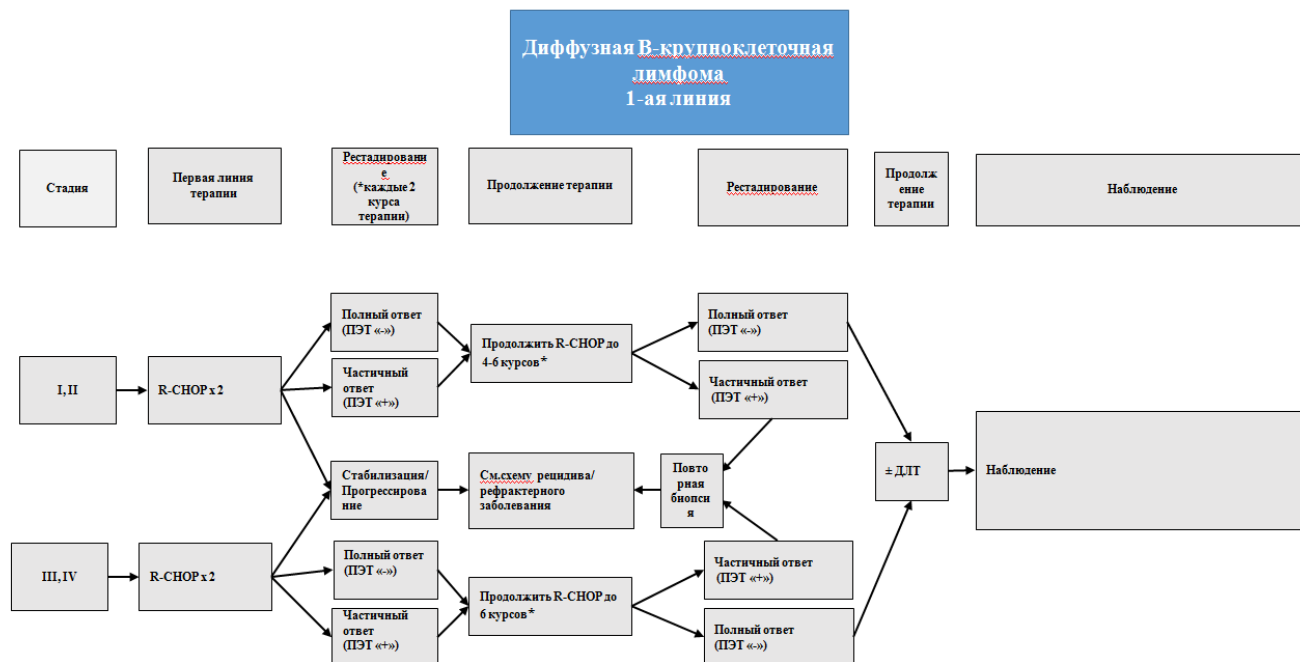 Диффузная В-крупноклеточная
лимфома
1-ая линия
Стадия
Первая линия
терапии
Рестадировани
е
(*каждые 2
курса
терапии)
Продолжение терапии
Рестадирование
Продолж
ение
терапии
Наблюдение
I, II
R-CHOP x 2
Полный ответ
(ПЭТ «-»)
Частичный
ответ
(ПЭТ «+»)
Продолжить R-CHOP до
4-6 курсов*
Полный ответ
(ПЭТ «-»)
Частичный ответ
(ПЭТ «+»)
Стабилизация/
Прогрессирова
ние
См.схему рецидива/
рефрактерного
заболевания
Повто
рная
биопси
я
± ДЛТ
Наблюдение
III, IV
R-CHOP x 2
Полный ответ
(ПЭТ «-»)
Частичный
ответ
(ПЭТ «+»)
Продолжить R-CHOP до
6 курсов*
Частичный ответ
(ПЭТ «+»)
Полный ответ
(ПЭТ «-»)